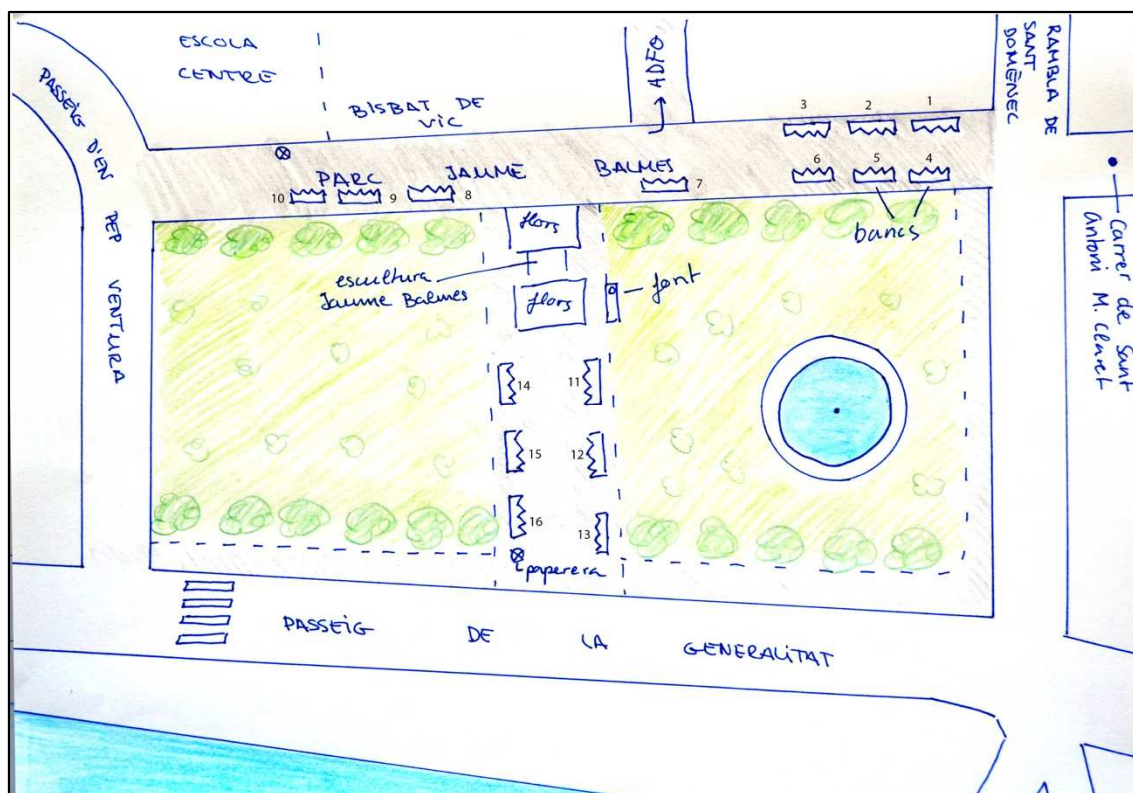 ESCOLA
CENTRE
BISBAT DE
VIC
ADFO
RAMBLA DE
SANT
DOMÈNEC
PASSEIG D'EN PEP VENTURA
3
2
1
6
5
4
PARC JAUME BALMES
10
9
8
7
bancs
flors
escultura
Jaume Balmes
flors
font
Carrer de Sant
Antoni M. Claret
14
11
15
12
16
13
paperera
PASSEIG DE LA GENERALITAT